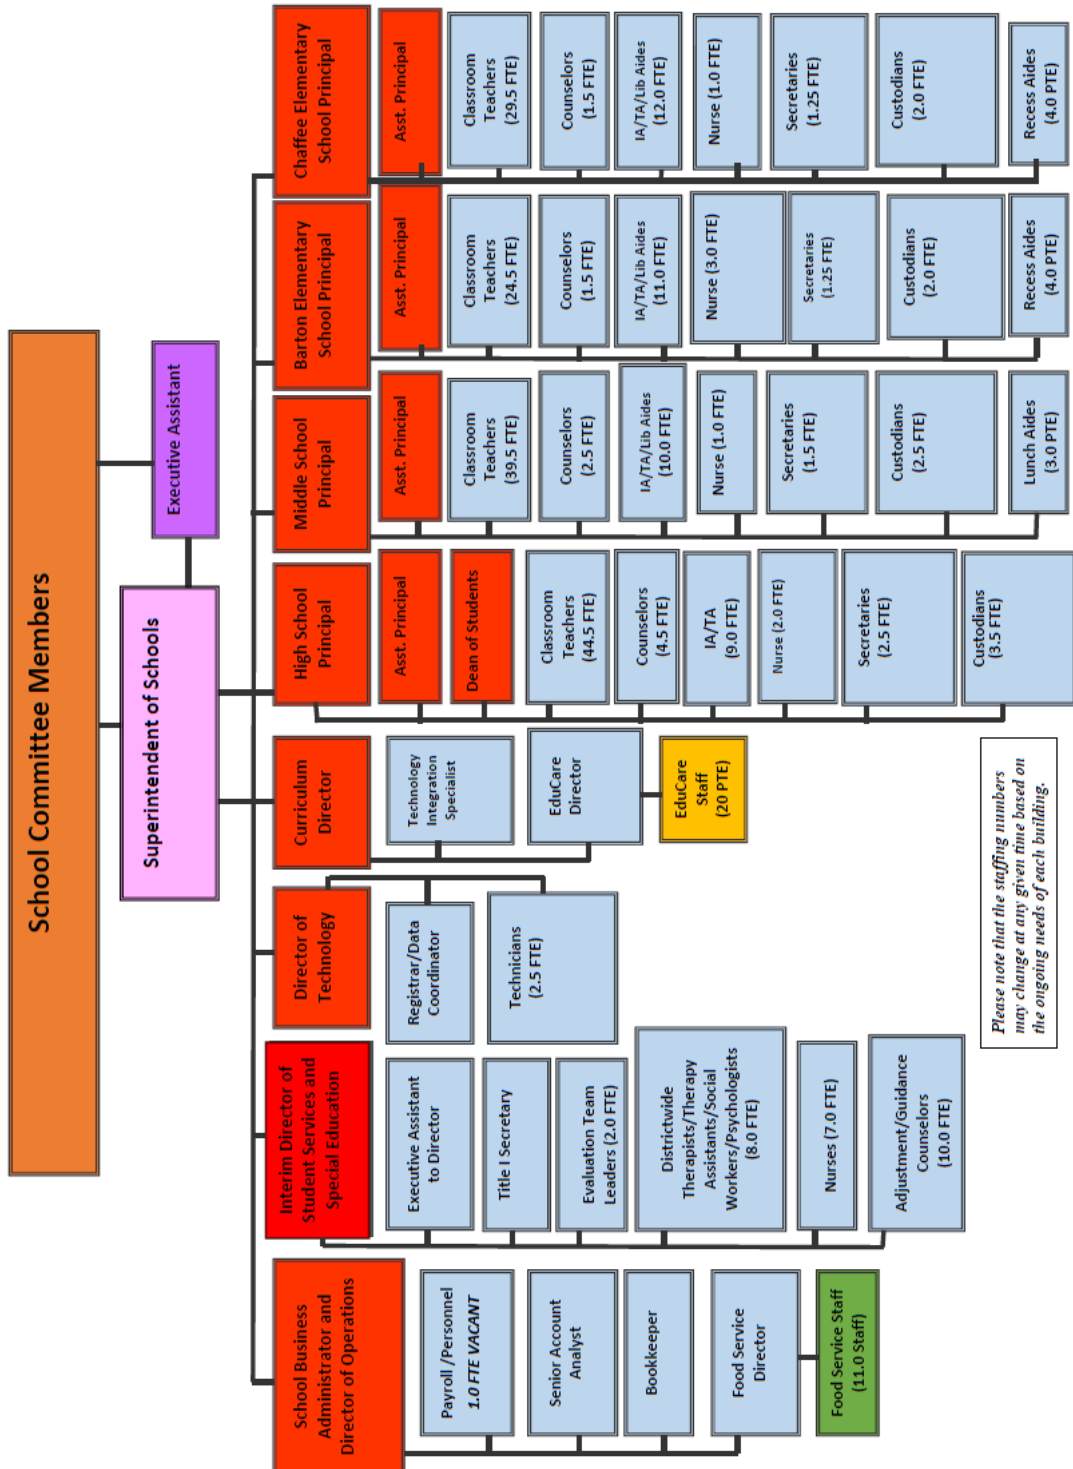 School Committee Members
Superintendent of Schools
Executive Assistant
School Business
Administrator and
Director of Operations
Payroll /Personnel
1.0 FTE VACANT
Senior Account
Analyst
Bookkeeper
Food Service
Director
Food Service Staff
(11.0 Staff)
Interim Director of
Student Services and
Special Education
Executive Assistant
to Director
Title I Secretary
Evaluation Team
Leaders (2.0 FTE)
Districtwide
Therapists/Therapy
Assistants/Social
Workers/Psychologists
(8.0 FTE)
Nurses (7.0 FTE)
Adjustment/Guidance
Counselors
(10.0 FTE)
Director of
Technology
Registrar/Data
Coordinator
Technicians
(2.5 FTE)
Curriculum
Director
Technology
Integration
Specialist
EduCare
Director
EduCare
Staff
(20 PTE)
High School
Principal
Asst. Principal
Dean of Students
Classroom
Teachers
(44.5 FTE)
Counselors
(4.5 FTE)
IA/TA
(9.0 FTE)
Nurse (2.0 FTE)
Secretaries
(2.5 FTE)
Custodians
(3.5 FTE)
Middle School
Principal
Asst. Principal
Classroom
Teachers
(39.5 FTE)
Counselors
(2.5 FTE)
IA/TA/Lib Aides
(10.0 FTE)
Nurse (1.0 FTE)
Secretaries
(1.5 FTE)
Custodians
(2.5 FTE)
Lunch Aides
(3.0 PTE)
Barton Elementary
School Principal
Asst. Principal
Classroom
Teachers
(24.5 FTE)
Counselors
(1.5 FTE)
IA/TA/Lib Aides
(11.0 FTE)
Nurse (3.0 FTE)
Secretaries
(1.25 FTE)
Custodians
(2.0 FTE)
Recess Aides
(4.0 PTE)
Chaffee Elementary
School Principal
Asst. Principal
Classroom
Teachers
(29.5 FTE)
Counselors
(1.5 FTE)
IA/TA/Lib Aides
(12.0 FTE)
Nurse (1.0 FTE)
Secretaries
(1.25 FTE)
Custodians
(2.0 FTE)
Recess Aides
(4.0 PTE)
Please note that the staffing numbers
may change at any given time based on
the ongoing needs of each building.